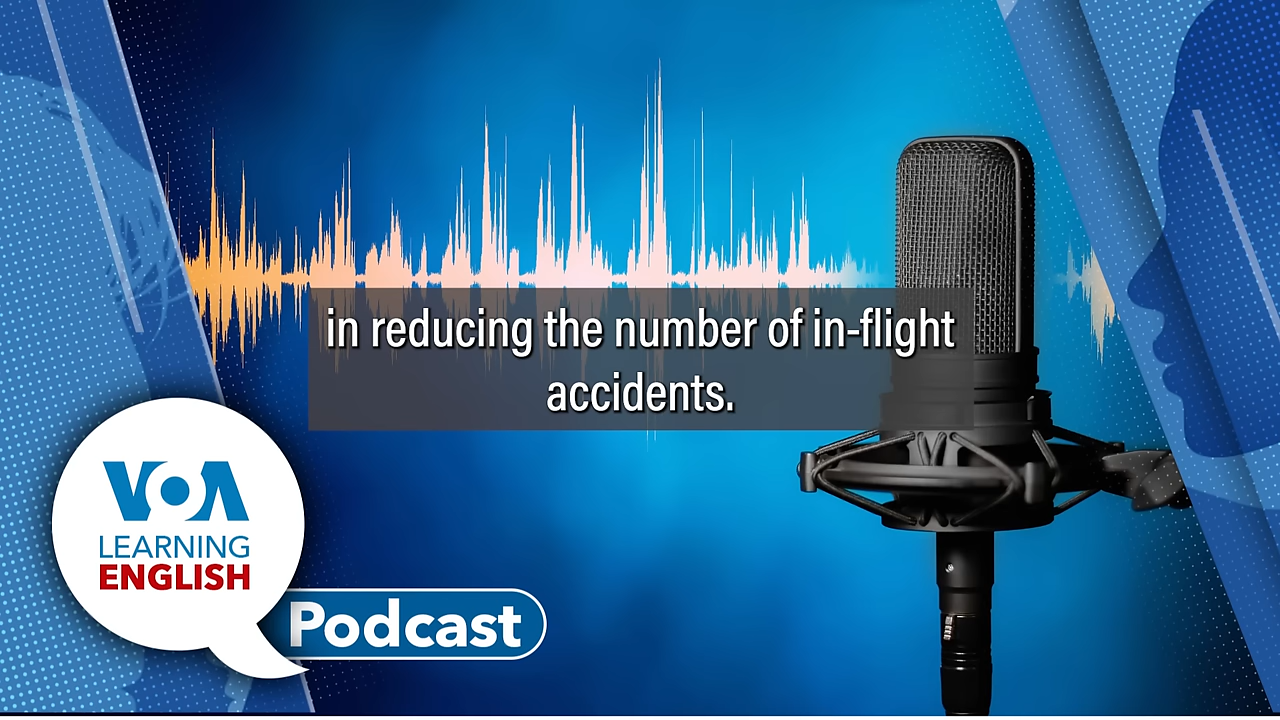 in reducing the number of in-flight
accidents.
VOA
LEARNING
ENGLISH
Podcast